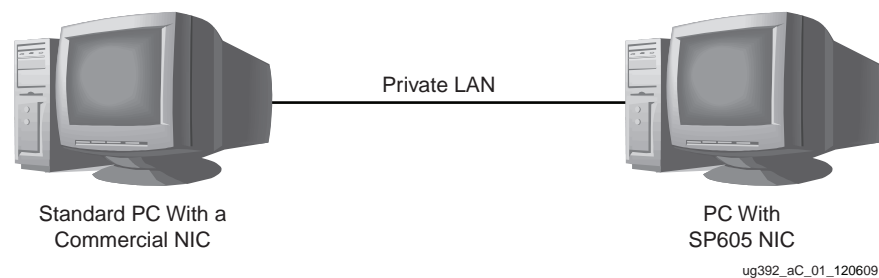 Private LAN
Standard PC With a
Commercial NIC
PC With
SP605 NIC
ug392_aC_01_120609